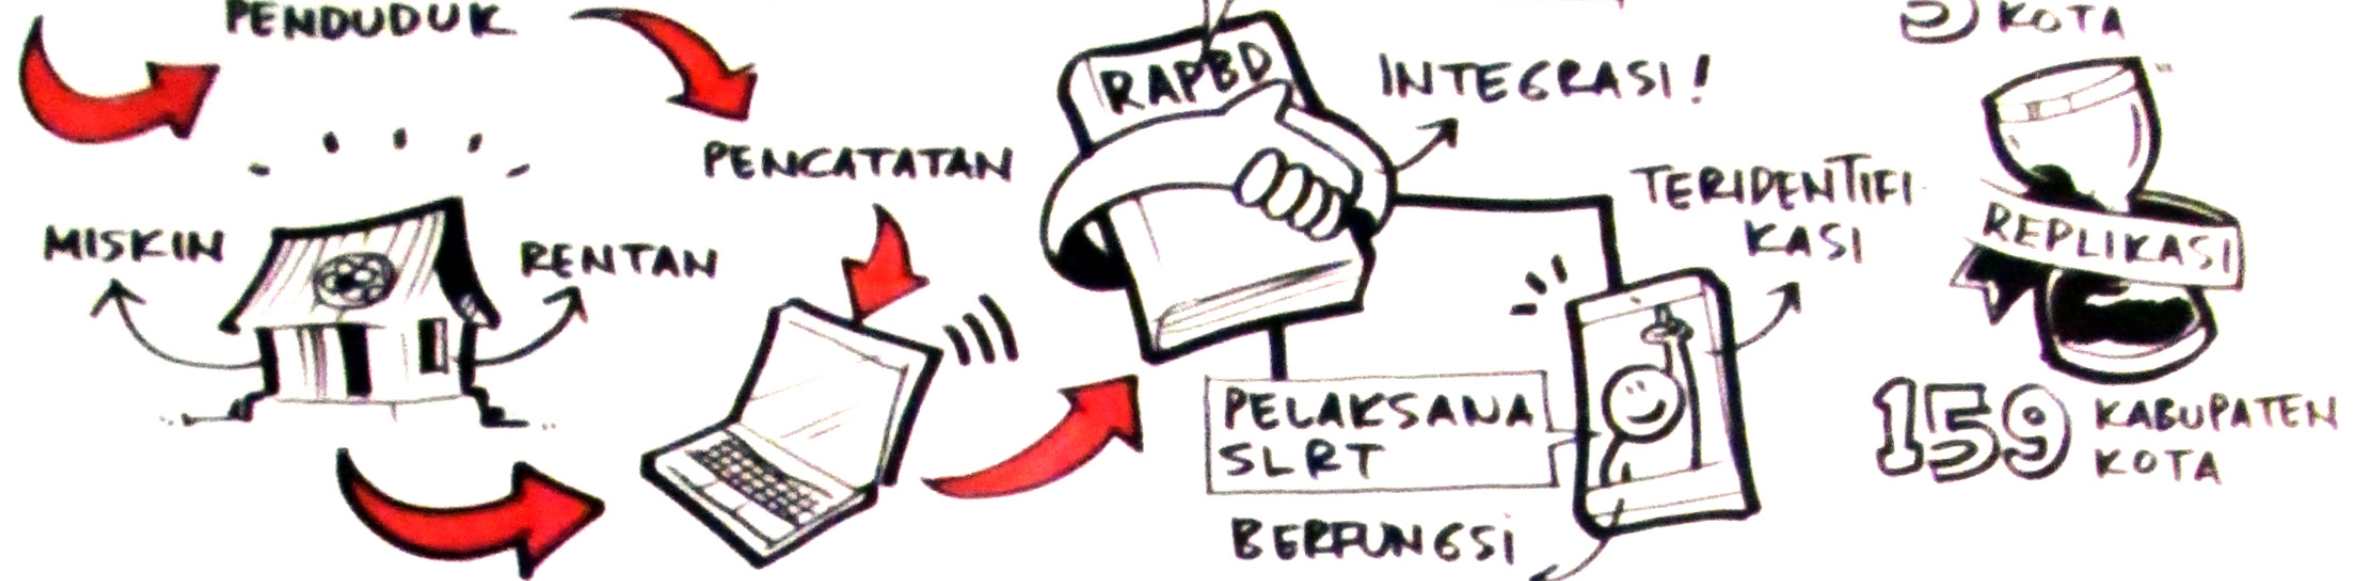 PENDUDUK
MISKIN
RENTAN
PENCATATAN
RAPBD
INTEGRASI!
PELAKSANA
SLRT
BERFUNGSI
TERIDENTIFI
KASI
KOTA
REPLIKASI
159 KABUPATEN
KOTA